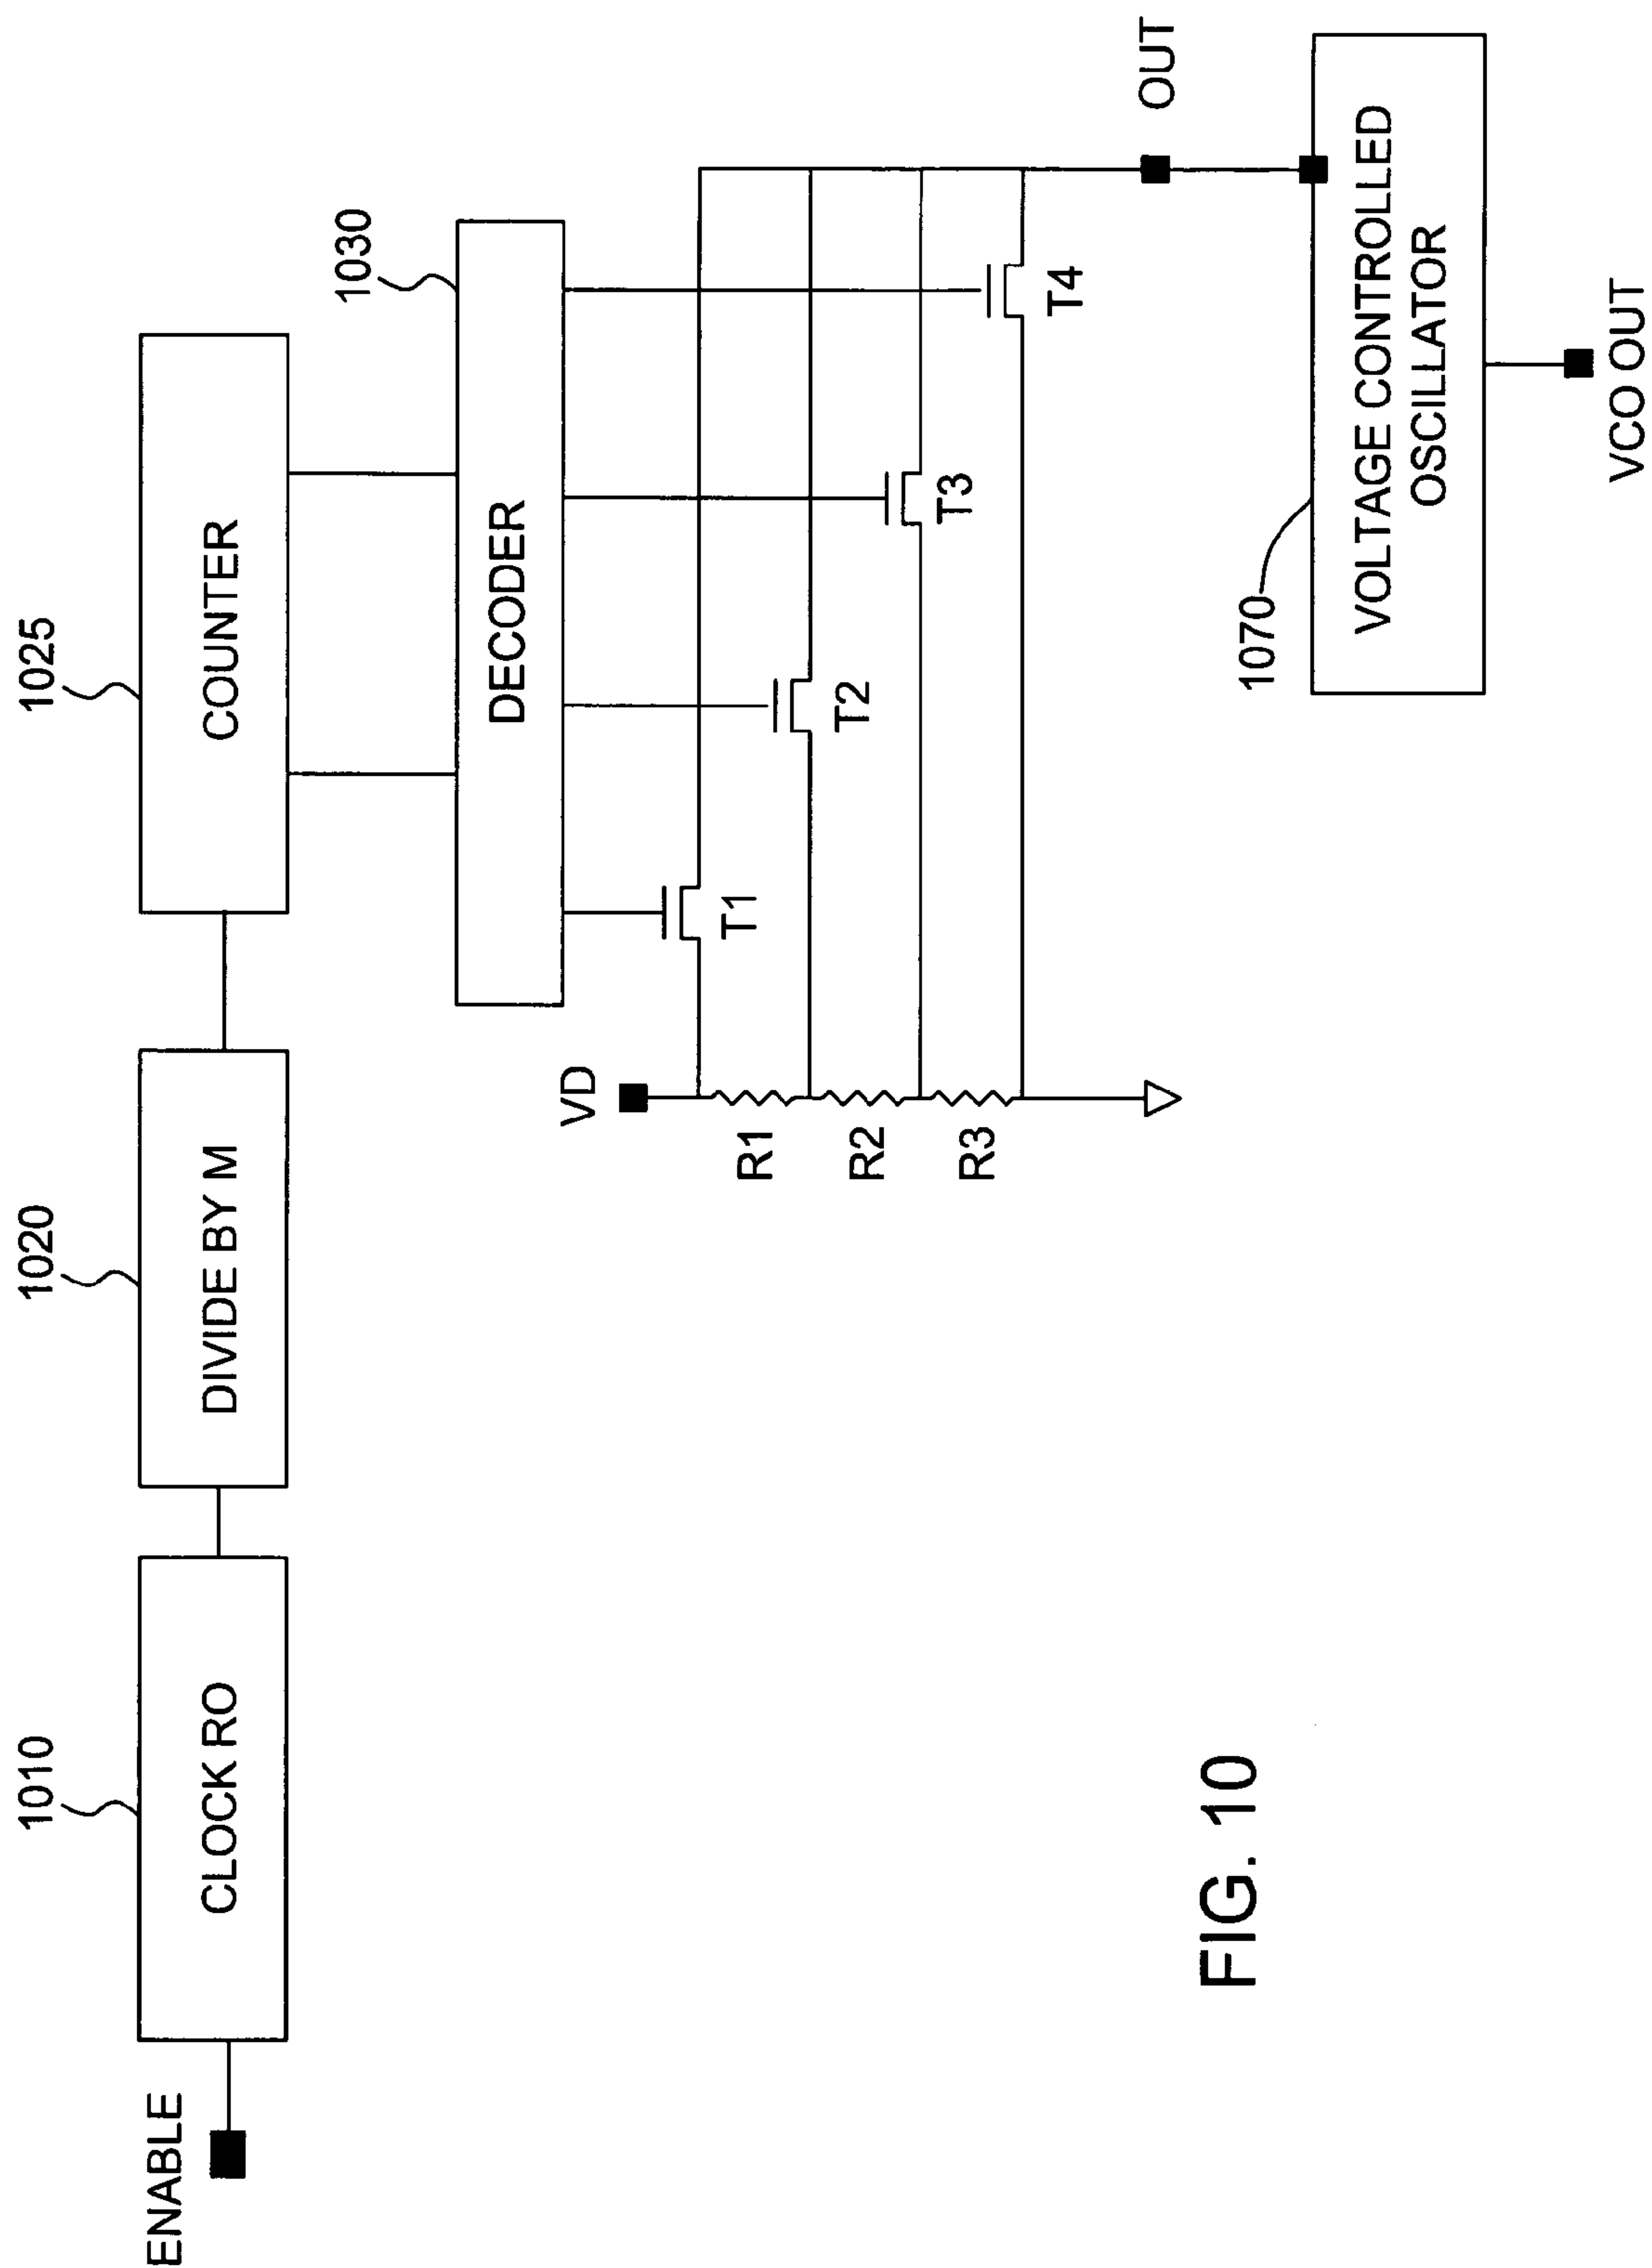 1010
1020
1025
ENABLE
CLOCK RO
DIVIDE BY M
COUNTER
1030
DECODER
VD
T1
R1
T2
R2
T3
R3
T4
OUT
1070
VOLTAGE CONTROLLED
OSCILLATOR
VCO OUT
FIG. 10